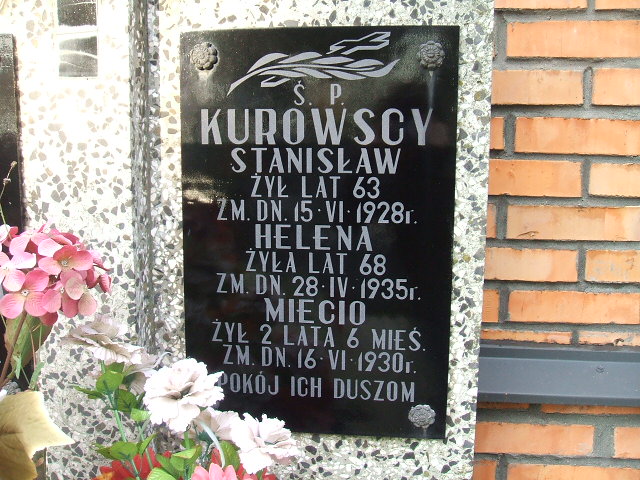 Ś. P.
KUROWSCY
STANISŁAW
ŻYŁ LAT 63
ZM. DN. 15·VI·1928r.
HELENA
ŻYŁA LAT 68
ZM. DN. 28·IV·1935r.
MIECIO
ŻYŁ 2 LATA 6 MIEŚ.
ZM. DN. 16·VI·1930r.
POKÓJ ICH DUSZOM